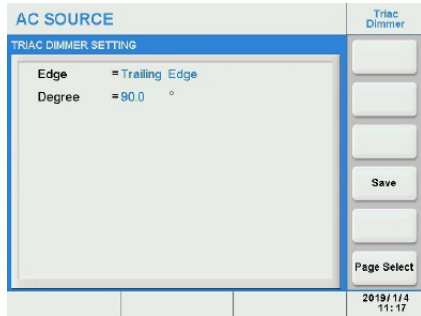 AC SOURCE
Triac
Dimmer
TRIAC DIMMER SETTING
Edge =Trailing Edge
Degree =90.0 °
Save
Page Select
2019/ 1/ 4
11: 17